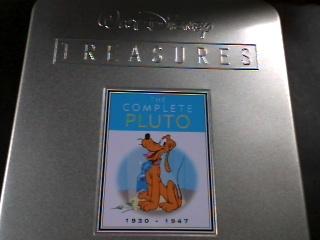 Walt Disney
TREASURES
THE
COMPLETE
PLUTO
1930 - 1947